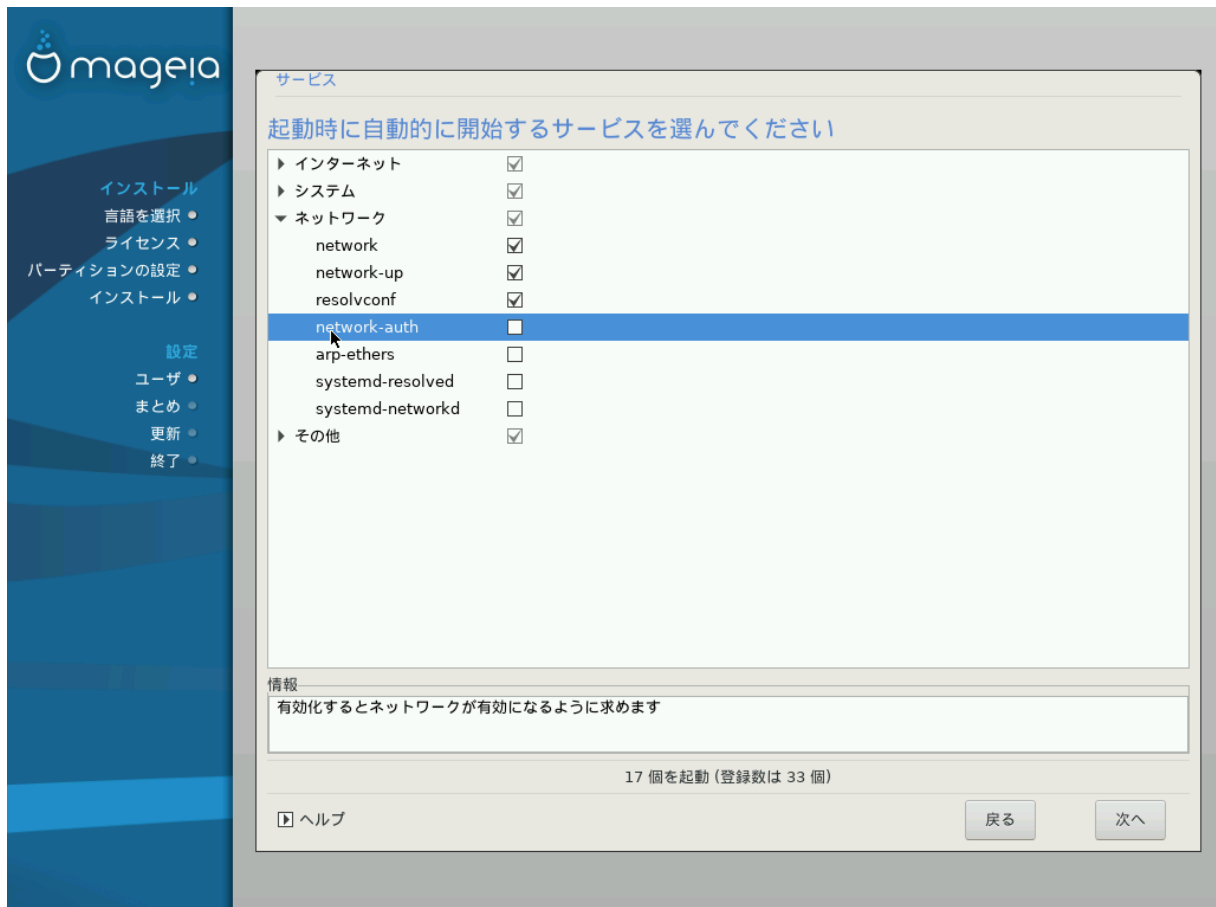 mageia
インストール
言語を選択
ライセンス
パーティションの設定
インストール
設定
ユーザ
まとめ
更新
終了
サービス
起動時に自動的に開始するサービスを選んでください
インターネット
システム
ネットワーク
network
network-up
resolvconf
network-auth
arp-ethers
systemd-resolved
systemd-networkd
その他
情報
有効化するとネットワークが有効になるように求めます
17 個を起動 (登録数は 33 個)
ヘルプ
戻る
次へ